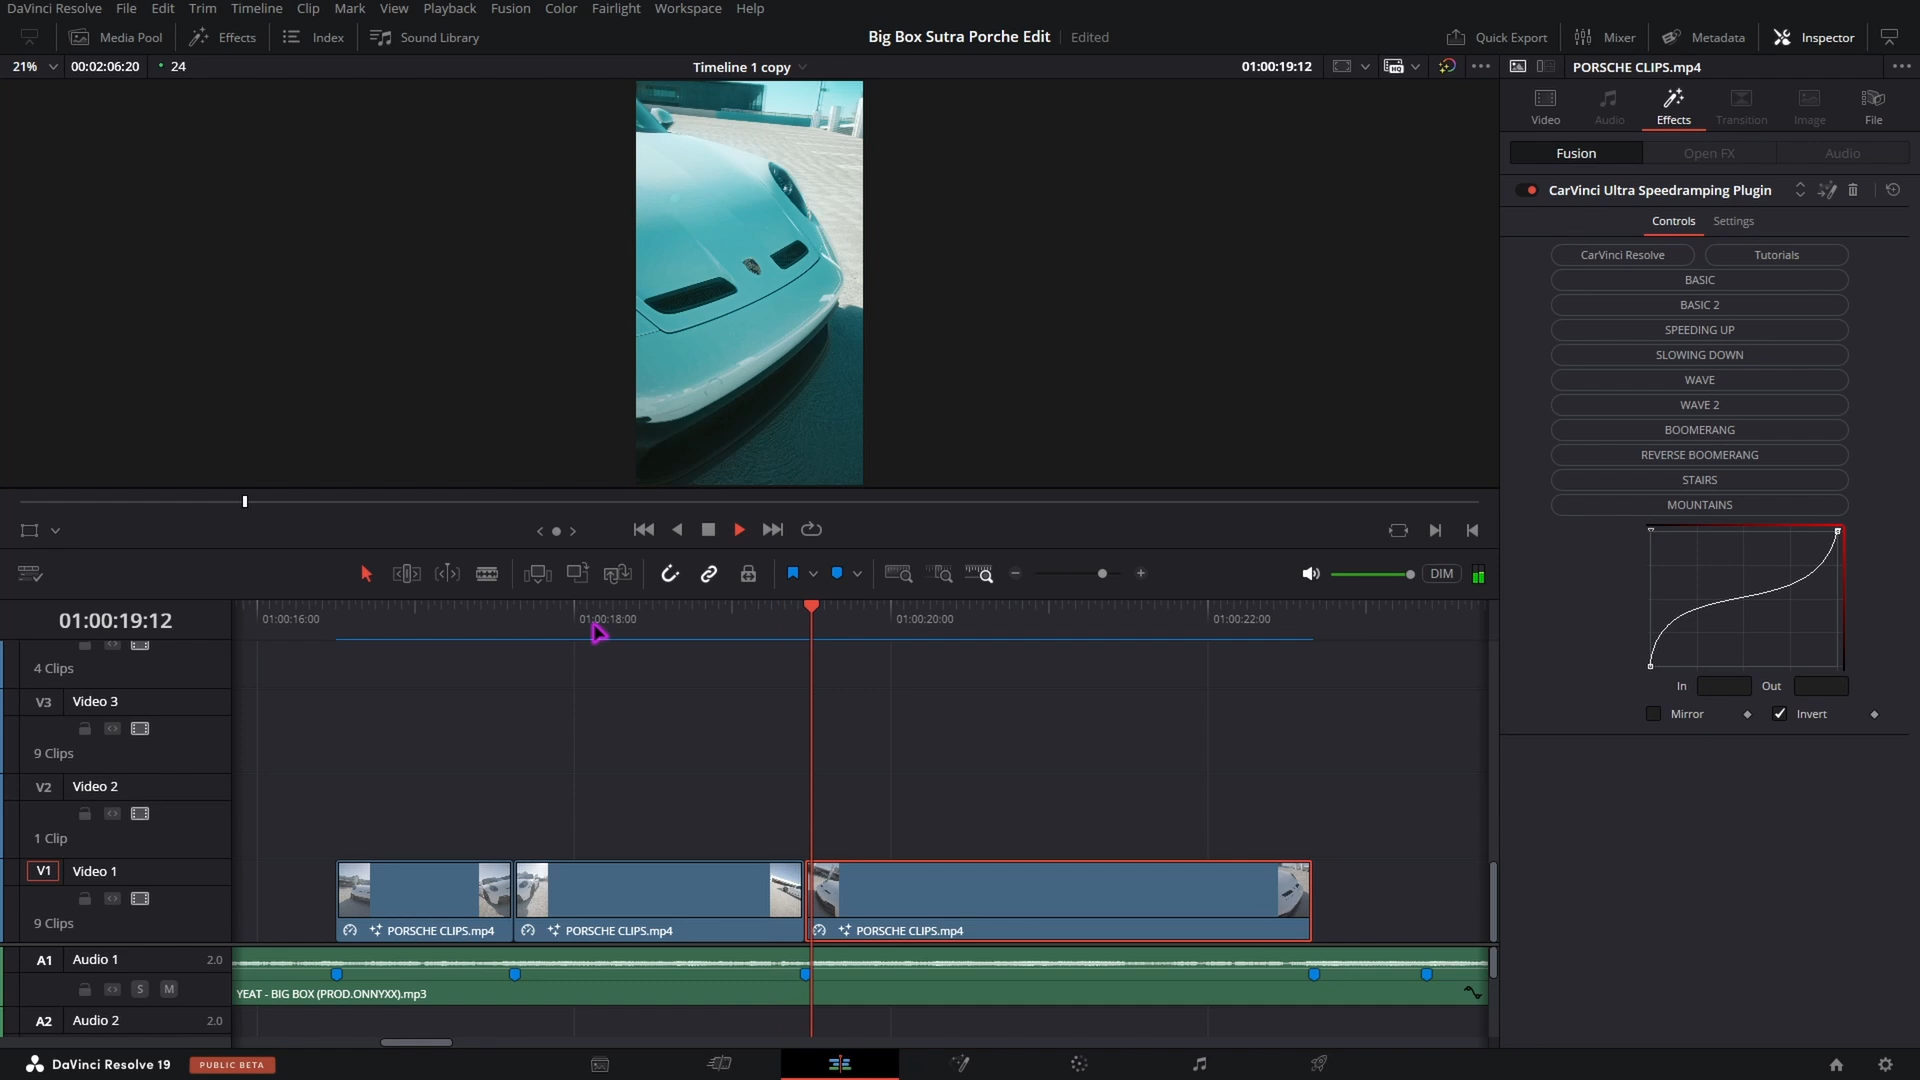 DaVinci Resolve File Edit Trim Timeline Clip Mark View Playback Fusion Color Fairlight Workspace Help
Media Pool Effects Index Sound Library Big Box Sutra Porche Edit Edited Quick Export Mixer Metadata Inspector
21% 00:02:06:20 24 Timeline 1 copy 01:00:19:12 PORSCHE CLIPS.mp4
Video Audio Effects Transition Image File
Fusion Open FX Audio
CarVinci Ultra Speedramping Plugin
Controls Settings
CarVinci Resolve Tutorials
BASIC
BASIC 2
SPEEDING UP
SLOWING DOWN
WAVE
WAVE 2
BOOMERANG
REVERSE BOOMERANG
STAIRS
MOUNTAINS
In Out
Mirror Invert
DIM
01:00:19:12 01:00:16:00 01:00:18:00 01:00:20:00 01:00:22:00
4 Clips
V3 Video 3
9 Clips
V2 Video 2
1 Clip
V1 Video 1
9 Clips PORSCHE CLIPS.mp4 PORSCHE CLIPS.mp4 PORSCHE CLIPS.mp4
A1 Audio 1 2.0
S M YEAT - BIG BOX (PROD.ONNYXX).mp3
A2 Audio 2 2.0
DaVinci Resolve 19 PUBLIC BETA